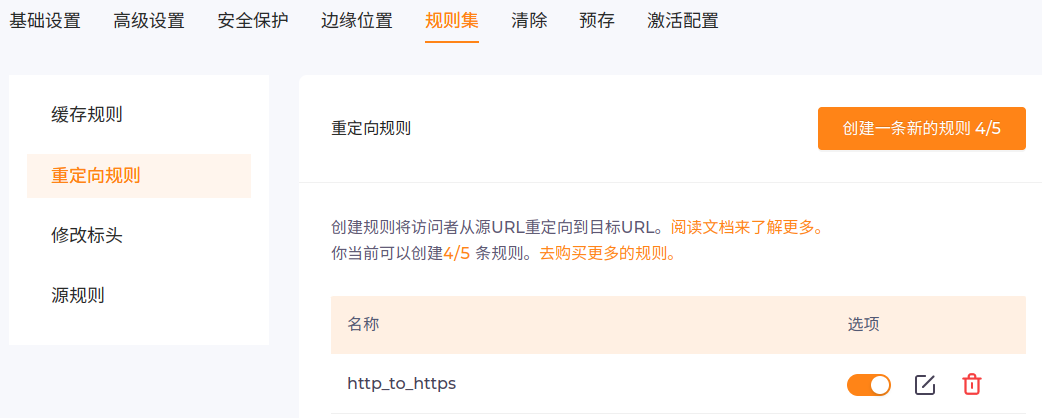 基础设置 高级设置 安全保护 边缘位置 规则集 清除 预存 激活配置
缓存规则
重定向规则
修改标头
源规则
重定向规则 创建一条新的规则 4/5
创建规则将访问者从源URL重定向到目标URL。阅读文档来了解更多。
你当前可以创建4/5 条规则。去购买更多的规则。
名称 选项
http_to_https